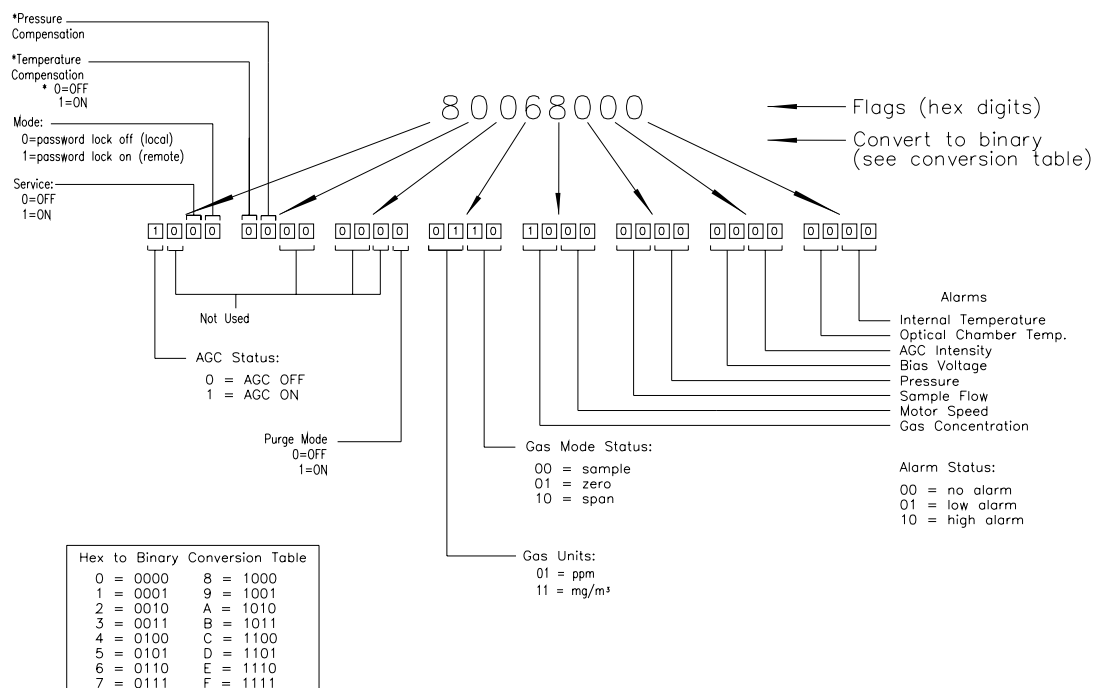 *Pressure
Compensation
*Temperature
Compensation
* 0=OFF
1=ON
Mode:
0=password lock off (local)
1=password lock on (remote)
Service:
0=OFF
1=ON
80068000
Flags (hex digits)
Convert to binary
(see conversion table)
1 0 0 0 0 0 0 0 0 0 0 0 0 1 1 0 1 0 0 0 0 0 0 0 0 0 0 0 0 0 0 0
Not Used
AGC Status:
0 = AGC OFF
1 = AGC ON
Purge Mode
0=OFF
1=ON
Gas Mode Status:
00 = sample
01 = zero
10 = span
Gas Units:
01 = ppm
11 = mg/m³
Alarms
Internal Temperature
Optical Chamber Temp.
AGC Intensity
Bias Voltage
Pressure
Sample Flow
Motor Speed
Gas Concentration
Alarm Status:
00 = no alarm
01 = low alarm
10 = high alarm
Hex to Binary Conversion Table
0 = 0000 8 = 1000
1 = 0001 9 = 1001
2 = 0010 A = 1010
3 = 0011 B = 1011
4 = 0100 C = 1100
5 = 0101 D = 1101
6 = 0110 E = 1110
7 = 0111 F = 1111